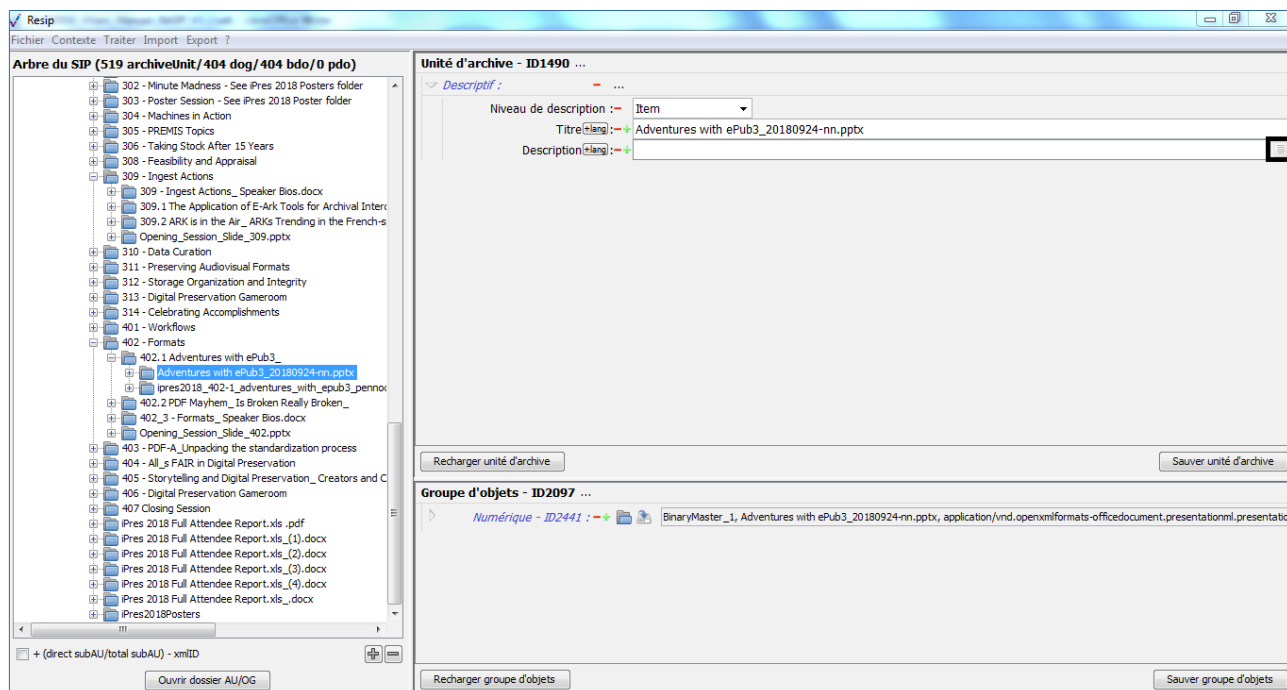 Resip
Fichier Contexte Traiter Import Export ?
Arbre du SIP (519 archiveUnit/404 dog/404 bdo/0 pdo)
302 - Minute Madness - See iPres 2018 Posters folder
303 - Poster Session - See iPres 2018 Poster folder
304 - Machines in Action
305 - PREMIS Topics
306 - Taking Stock After 15 Years
308 - Feasibility and Appraisal
309 - Ingest Actions
309 - Ingest Actions_ Speaker Bios.docx
309.1 The Application of E-Ark Tools for Archival Interc
309.2 ARK is in the Air_ ARKs Trending in the French-s
Opening_Session_Slide_309.pptx
310 - Data Curation
311 - Preserving Audiovisual Formats
312 - Storage Organization and Integrity
313 - Digital Preservation Gameroom
314 - Celebrating Accomplishments
401 - Workflows
402 - Formats
402.1 Adventures with ePub3_
Adventures with ePub3_20180924-nn.pptx
ipres2018_402-1_adventures_with_epub3_pennoc
402.2 PDF Mayhem_ Is Broken Really Broken_
402_3 - Formats_ Speaker Bios.docx
Opening_Session_Slide_402.pptx
403 - PDF-A_Unpacking the standardization process
404 - All_s FAIR in Digital Preservation
405 - Storytelling and Digital Preservation_ Creators and C
406 - Digital Preservation Gameroom
407 Closing Session
iPres 2018 Full Attendee Report.xls .pdf
iPres 2018 Full Attendee Report.xls_(1).docx
iPres 2018 Full Attendee Report.xls_(2).docx
iPres 2018 Full Attendee Report.xls_(3).docx
iPres 2018 Full Attendee Report.xls_(4).docx
iPres 2018 Full Attendee Report.xls_.docx
iPres2018Posters
+ (direct subAU/total subAU) - xmlID
Ouvrir dossier AU/OG
Unité d'archive - ID1490 ...
Descriptif : - ...
Niveau de description :- Item
Titre +lang :-+ Adventures with ePub3_20180924-nn.pptx
Description +lang :-+
Recharger unité d'archive
Sauver unité d'archive
Groupe d'objets - ID2097 ...
Numérique - ID2441 : -+ BinaryMaster_1, Adventures with ePub3_20180924-nn.pptx, application/vnd.openxmlformats-officedocument.presentationml.presentatio
Recharger groupe d'objets
Sauver groupe d'objets